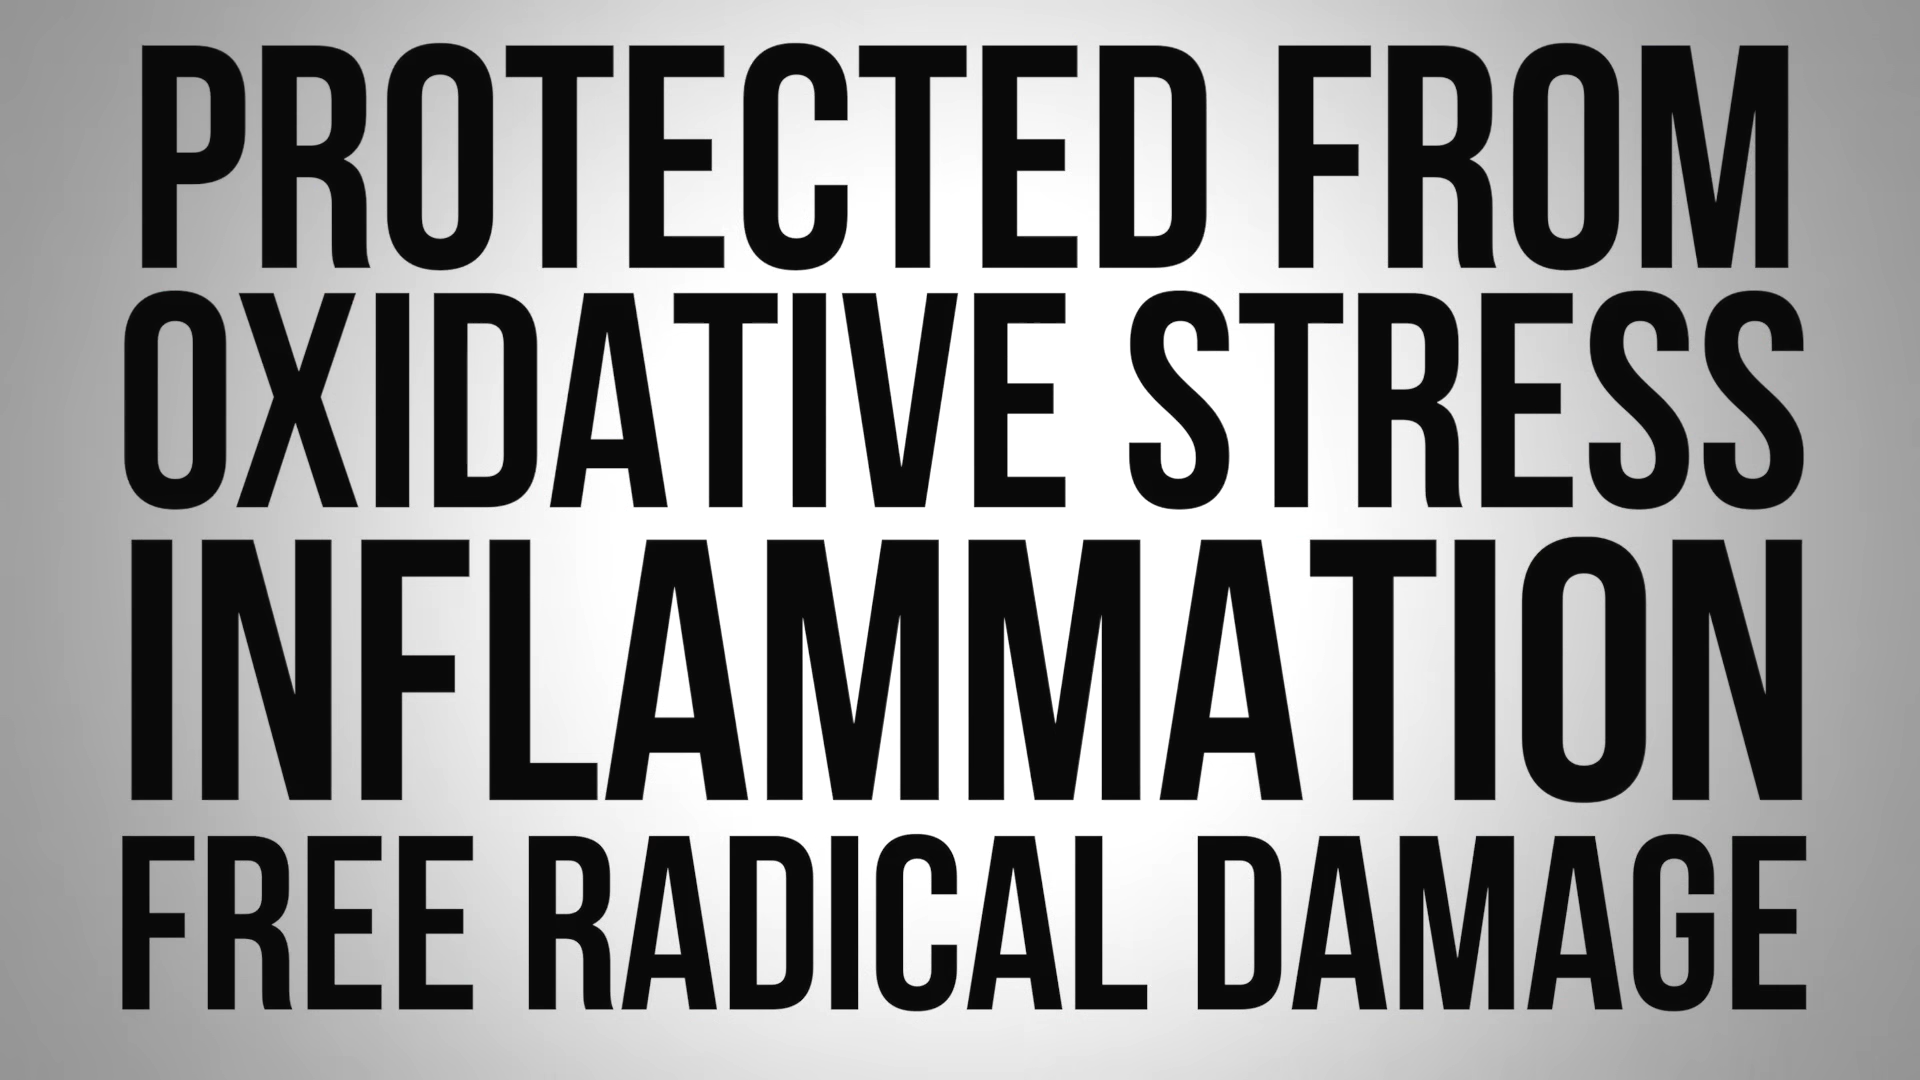 PROTECTED FROM
OXIDATIVE STRESS
INFLAMMATION
FREE RADICAL DAMAGE